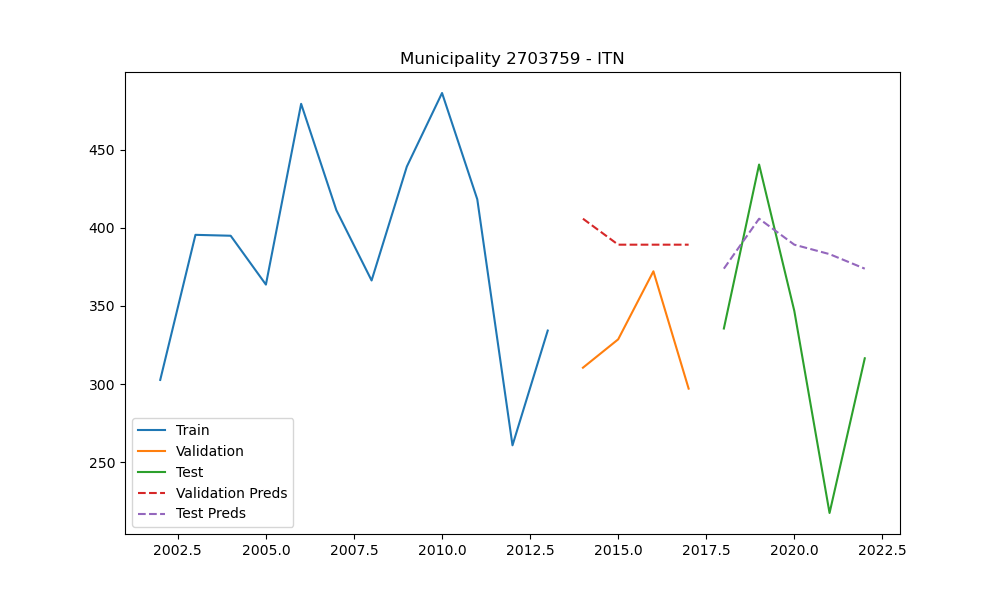 Municipality 2703759 - ITN
450
400
350
300
250
Train
Validation
Test
Validation Preds
Test Preds
2002.5 2005.0 2007.5 2010.0 2012.5 2015.0 2017.5 2020.0 2022.5